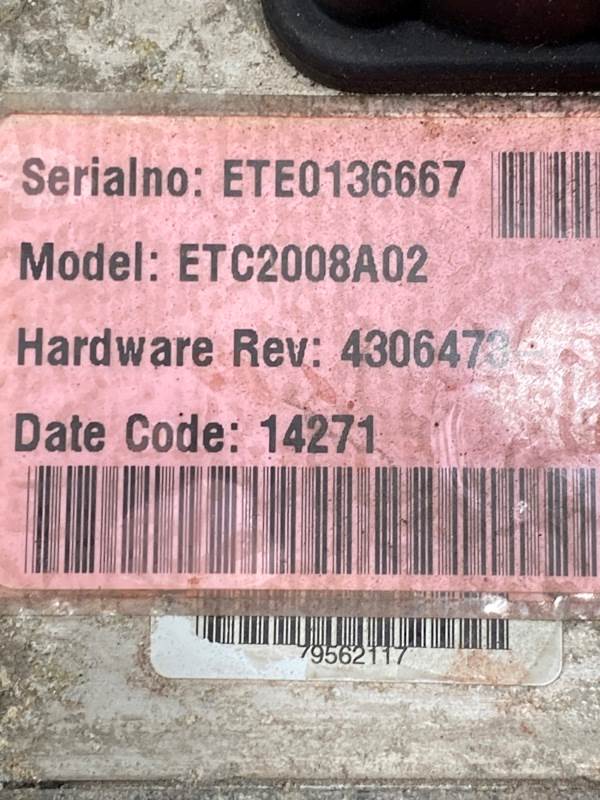 Serialno: ETE0136667
Model: ETC2008A02
Hardware Rev: 4306473-
Date Code: 14271
79562117